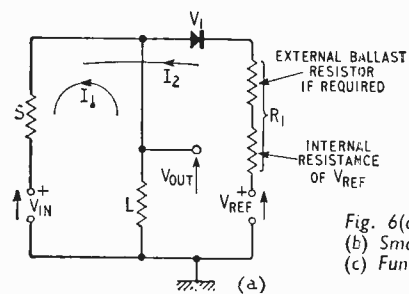 V1
EXTERNAL BALLAST
RESISTOR
IF REQUIRED
I2
I1
S
R1
INTERNAL
RESISTANCE
OF VREF
+
VIN
VOUT
L
+
VREF
Fig. 6(a
(b) Sma
(c) Fun
(a)